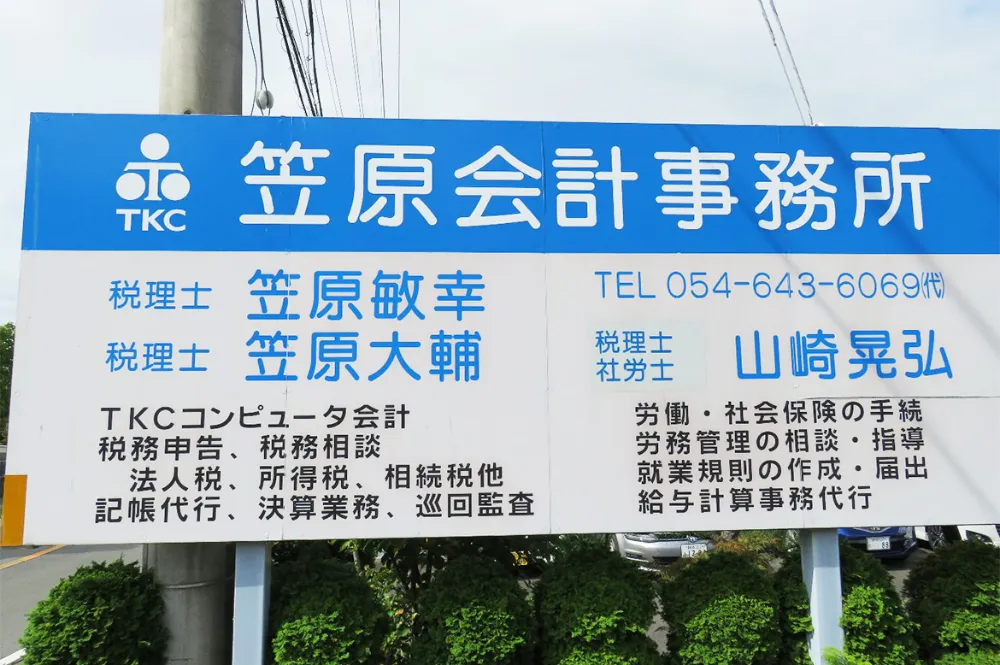 TKC
笠原会計事務所
税理士 笠原敏幸
税理士 笠原大輔
TKCコンピュータ会計
税務申告、税務相談
法人税、所得税、相続税他
記帳代行、決算業務、巡回監査
TEL 054-643-6069㈹
税理士
社労士
山崎晃弘
労働・社会保険の手続
労務管理の相談・指導
就業規則の作成・届出
給与計算事務代行